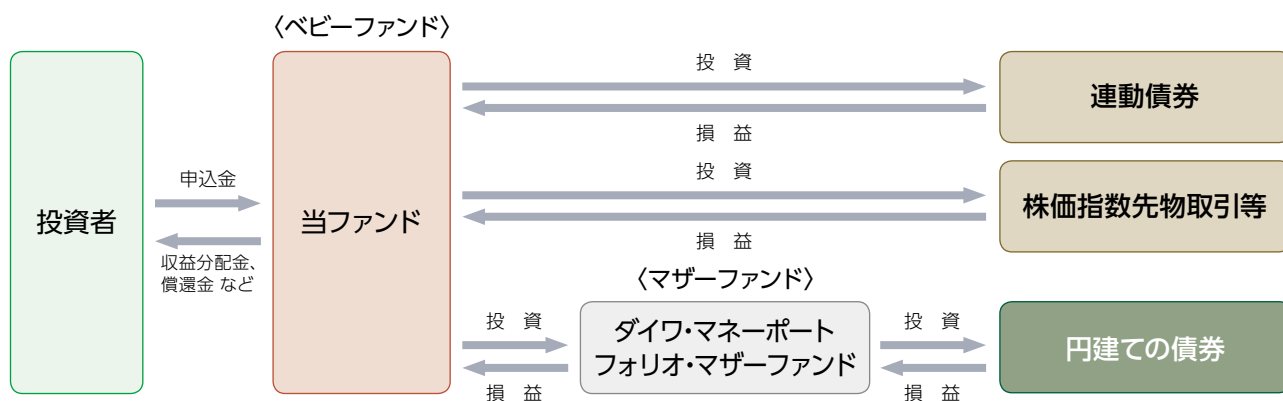 〈ベビーファンド〉
投資者
申込金
収益分配金、
償還金 など
当ファンド
投 資
損 益
連動債券
投 資
損 益
株価指数先物取引等
〈マザーファンド〉
投 資
損 益
ダイワ・マネーポート
フォリオ・マザーファンド
投 資
損 益
円建ての債券